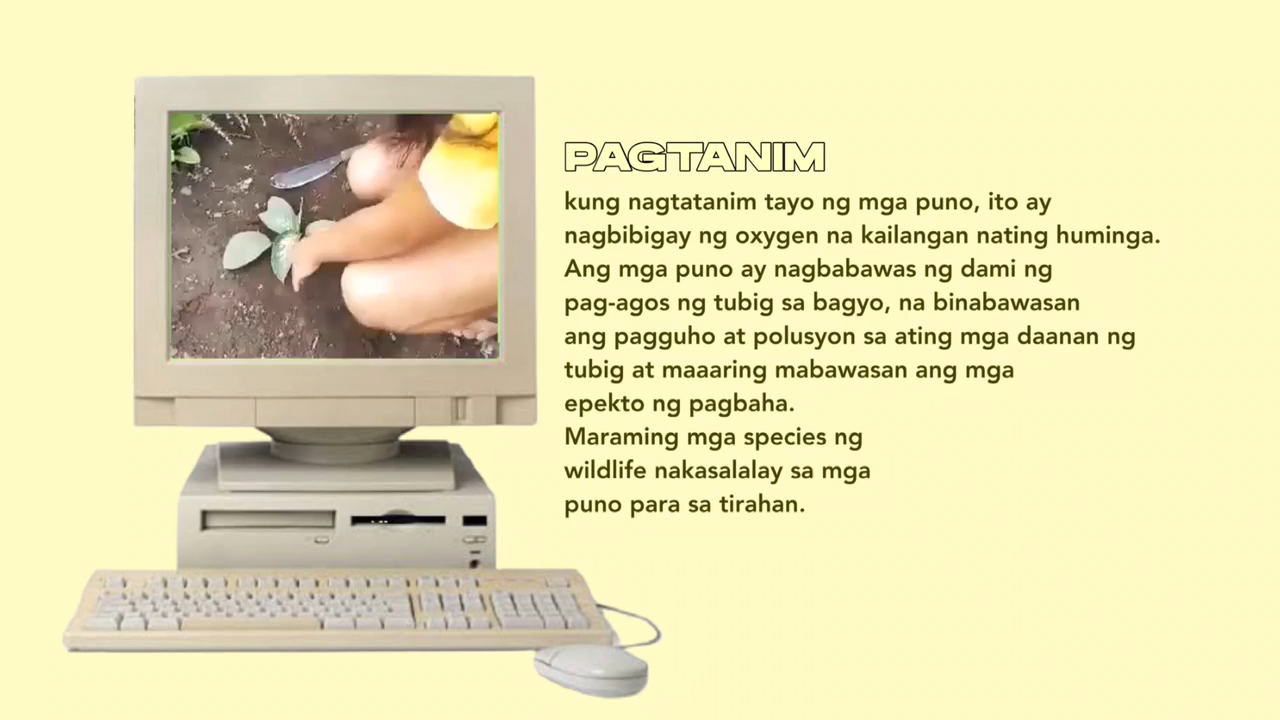 PAGTANIM
kung nagtatanim tayo ng mga puno, ito ay
nagbibigay ng oxygen na kailangan nating huminga.
Ang mga puno ay nagbabawas ng dami ng
pag-agos ng tubig sa bagyo, na binabawasan
ang pagguho at polusyon sa ating mga daanan ng
tubig at maaaring mabawasan ang mga
epekto ng pagbaha.
Maraming mga species ng
wildlife nakasalalay sa mga
puno para sa tirahan.